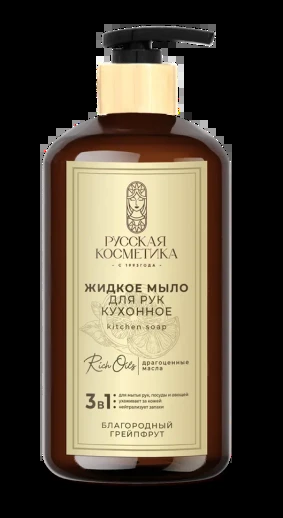 РУССКАЯ
КОСМЕТИКА
• С 1993 ГОДА •
ЖИДКОЕ МЫЛО
ДЛЯ РУК
КУХОННОЕ
kitchen soap
Rich Oils драгоценные
масла
3в1: для мытья рук, посуды и овощей
ухаживает за кожей
нейтрализует запахи
БЛАГОРОДНЫЙ
ГРЕЙПФРУТ